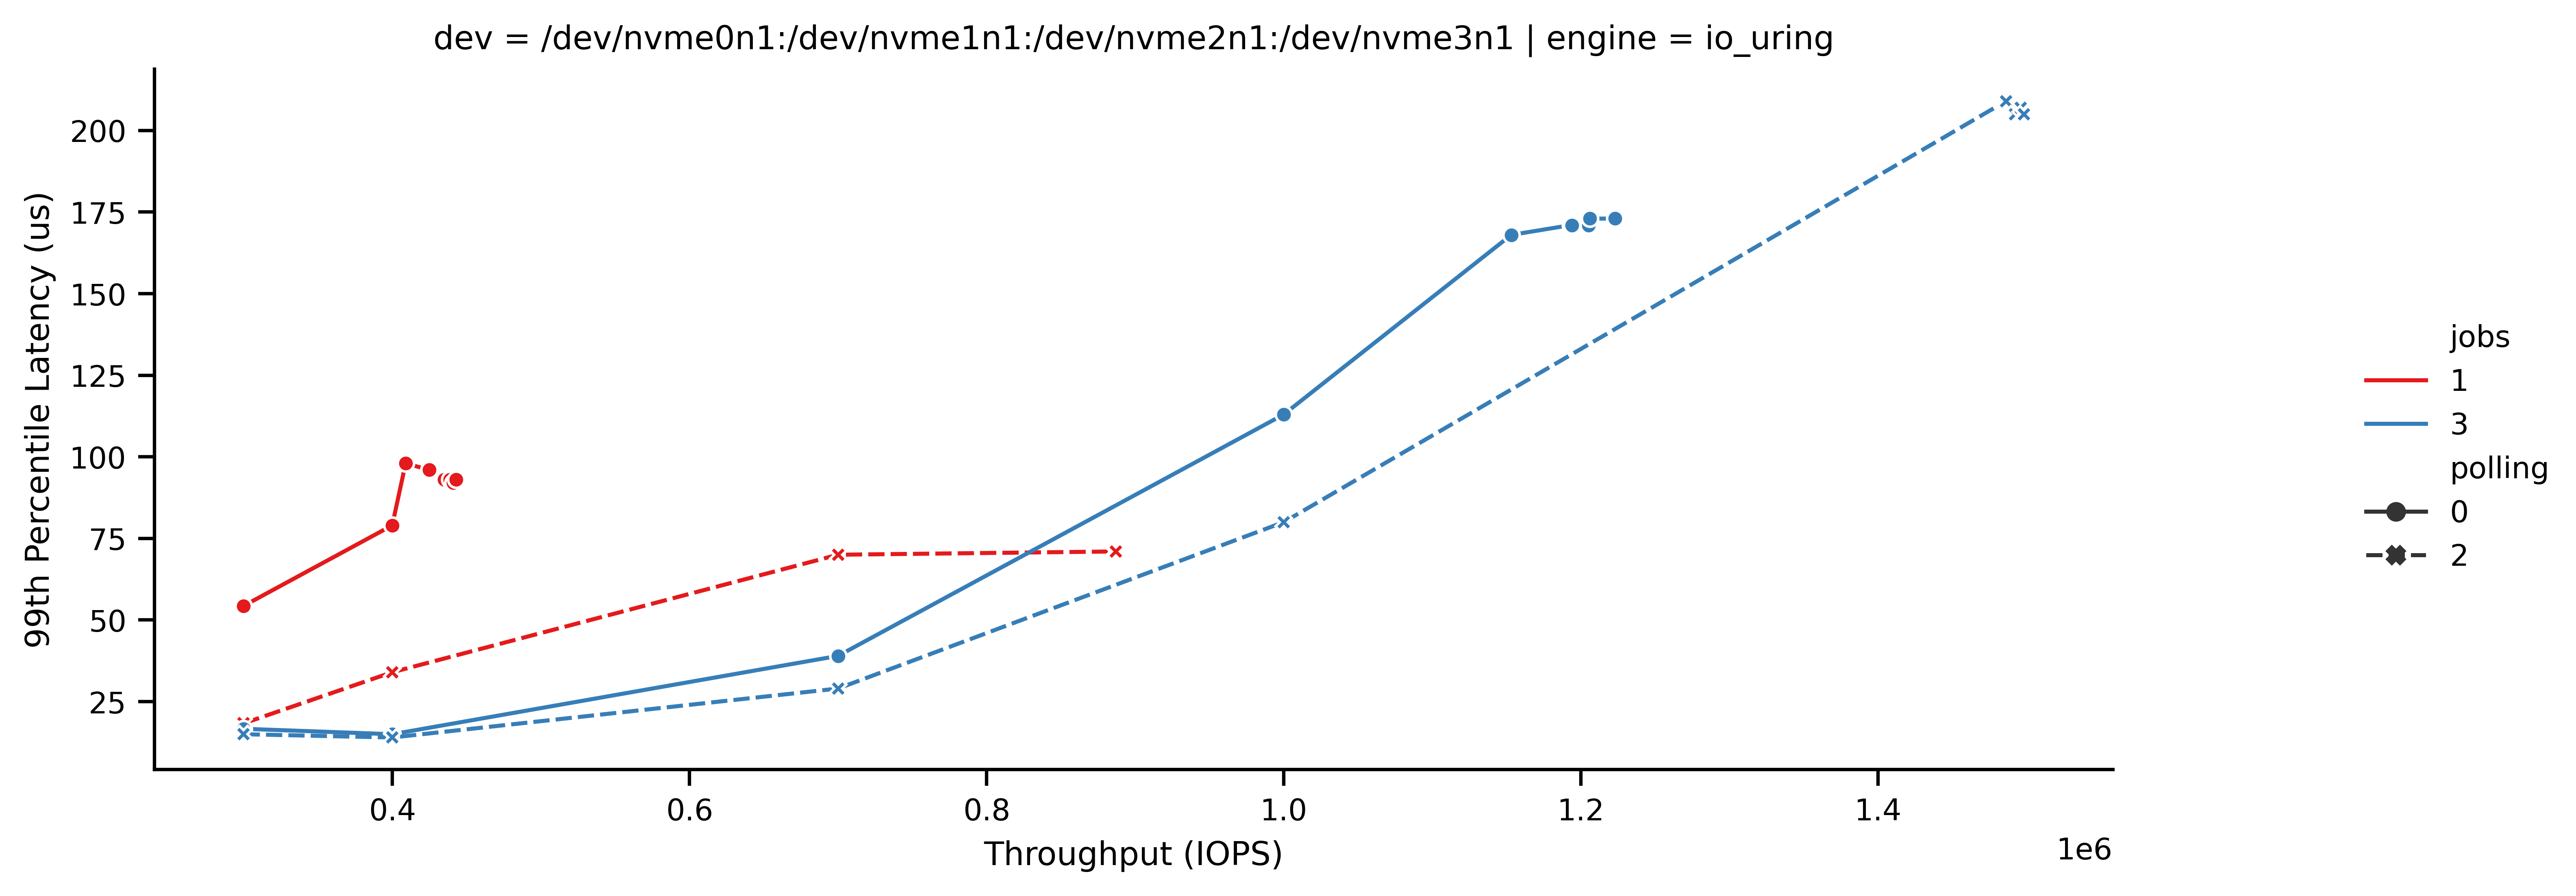 dev = /dev/nvme0n1:/dev/nvme1n1:/dev/nvme2n1:/dev/nvme3n1 | engine = io_uring
99th Percentile Latency (us)
200
175
150
125
100
75
50
25
0.4 0.6 0.8 1.0 1.2 1.4
1e6
Throughput (IOPS)
jobs
1
3
polling
0
2